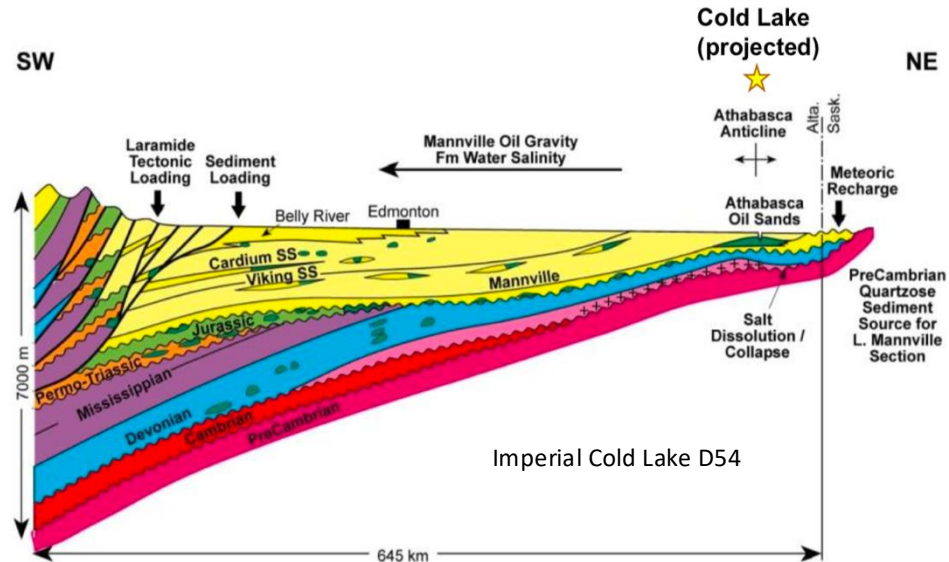 Cold Lake
(projected)
SW
NE
Athabasca
Anticline
Alta.
Sask.
Laramide
Tectonic
Loading
Sediment
Loading
Mannville Oil Gravity
Fm Water Salinity
Meteoric
Recharge
Belly River
Edmonton
Athabasca
Oil Sands
Cardium SS
Viking SS
Mannville
Jurassic
Permo-Triassic
Mississippian
Devonian
Cambrian
PreCambrian
Salt
Dissolution /
Collapse
PreCambrian
Quartzose
Sediment
Source for
L. Mannville
Section
7000 m
Imperial Cold Lake D54
645 km